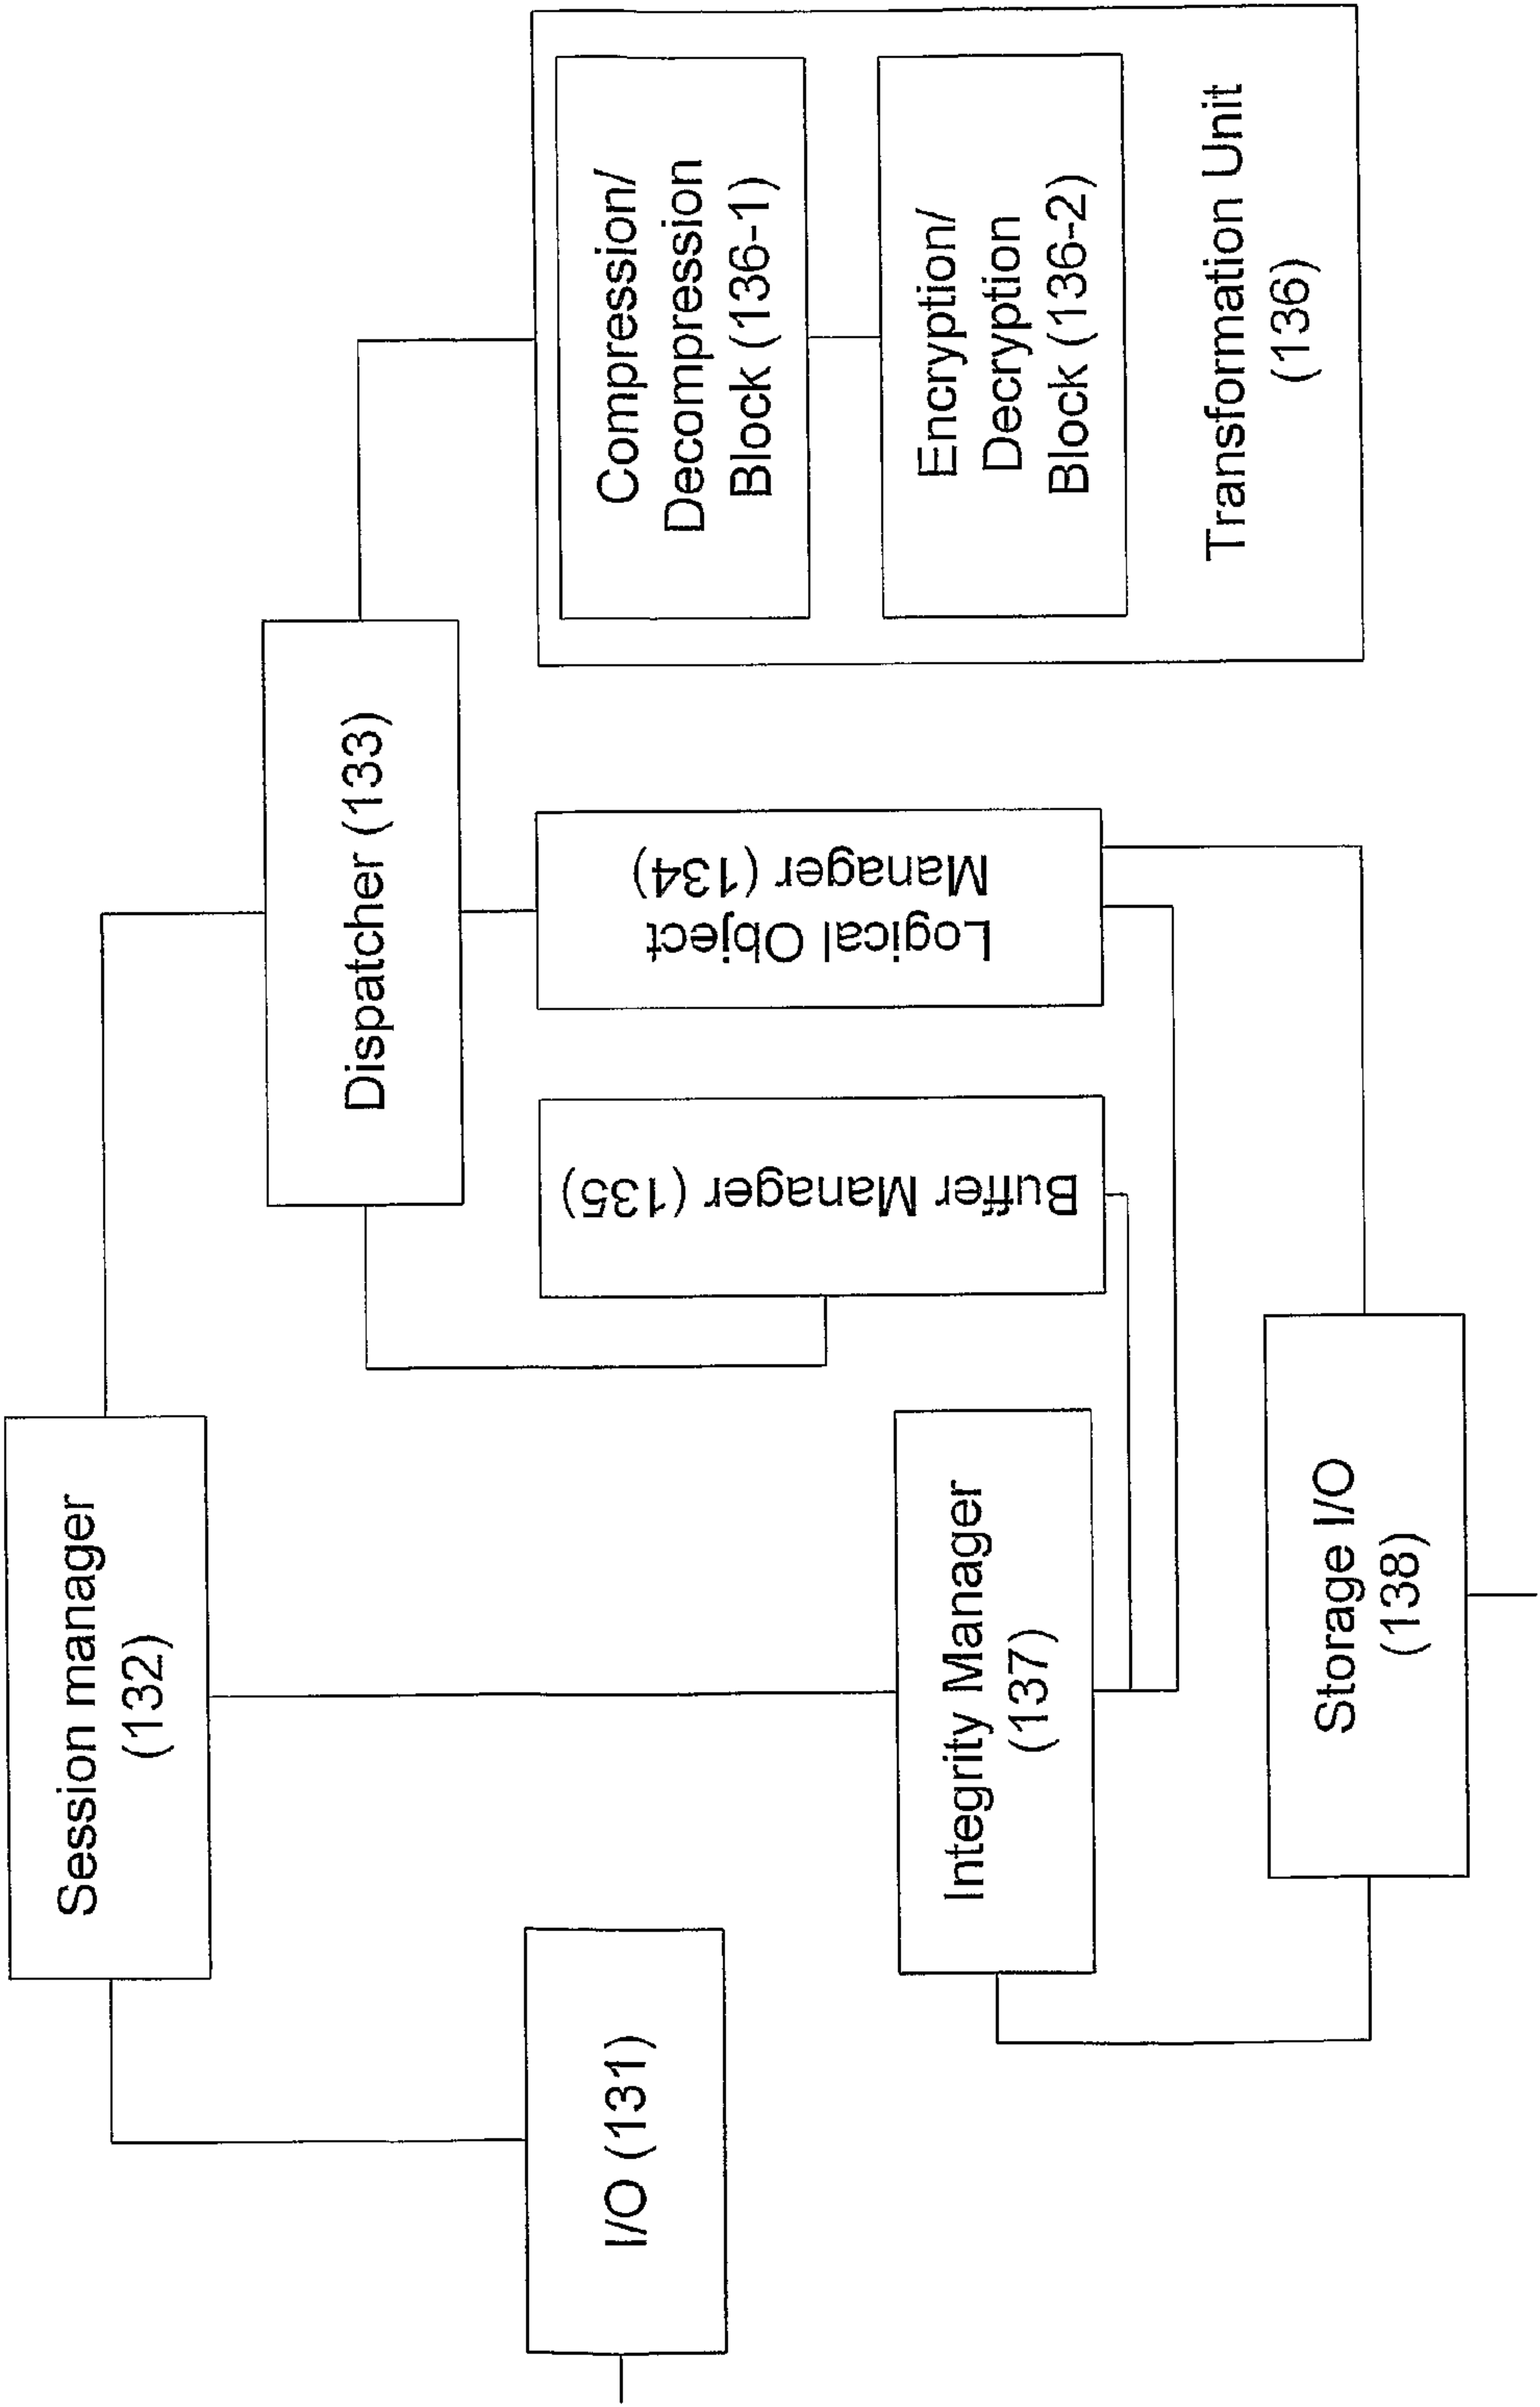 Session manager
(132)
Dispatcher (133)
I/O (131)
Integrity Manager
(137)
Buffer Manager (135)
Logical Object
Manager (134)
Compression/
Decompression
Block (136-1)
Encryption/
Decryption
Block (136-2)
Transformation Unit
(136)
Storage I/O
(138)